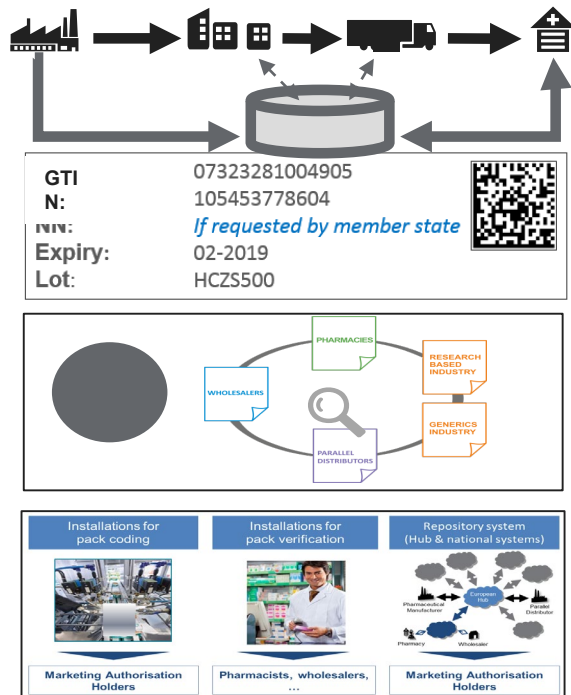 GTI
N:
07323281004905
105453778604
NN:
If requested by member state
Expiry:
02-2019
Lot:
HCZS500
PHARMACIES
RESEARCH
BASED
INDUSTRY
WHOLESALERS
GENERICS
INDUSTRY
PARALLEL
DISTRIBUTORS
Installations for
pack coding
Installations for
pack verification
Repository system
(Hub & national systems)
European
Hub
Pharmaceutical
Manufacturer
Parallel
Distributor
Pharmacy
Wholesaler
Marketing Authorisation
Holders
Pharmacists, wholesalers,
...
Marketing Authorisation
Holders